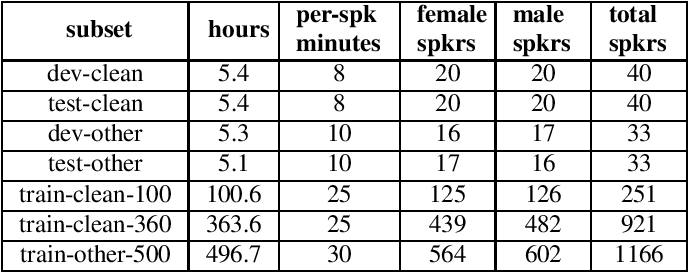 subset hours per-spk minutes female spkrs male spkrs total spkrs
dev-clean 5.4 8 20 20 40
test-clean 5.4 8 20 20 40
dev-other 5.3 10 16 17 33
test-other 5.1 10 17 16 33
train-clean-100 100.6 25 125 126 251
train-clean-360 363.6 25 439 482 921
train-other-500 496.7 30 564 602 1166